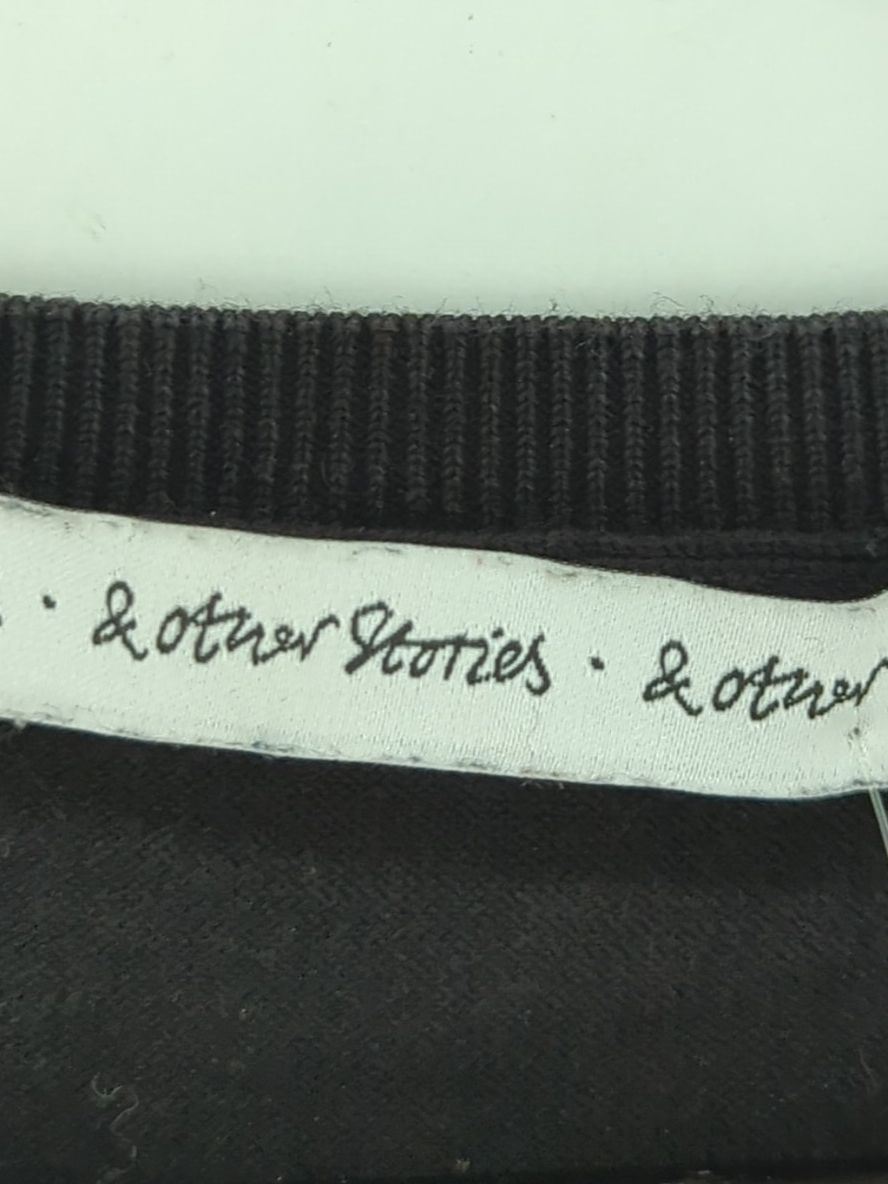 . · & other Stories · & other